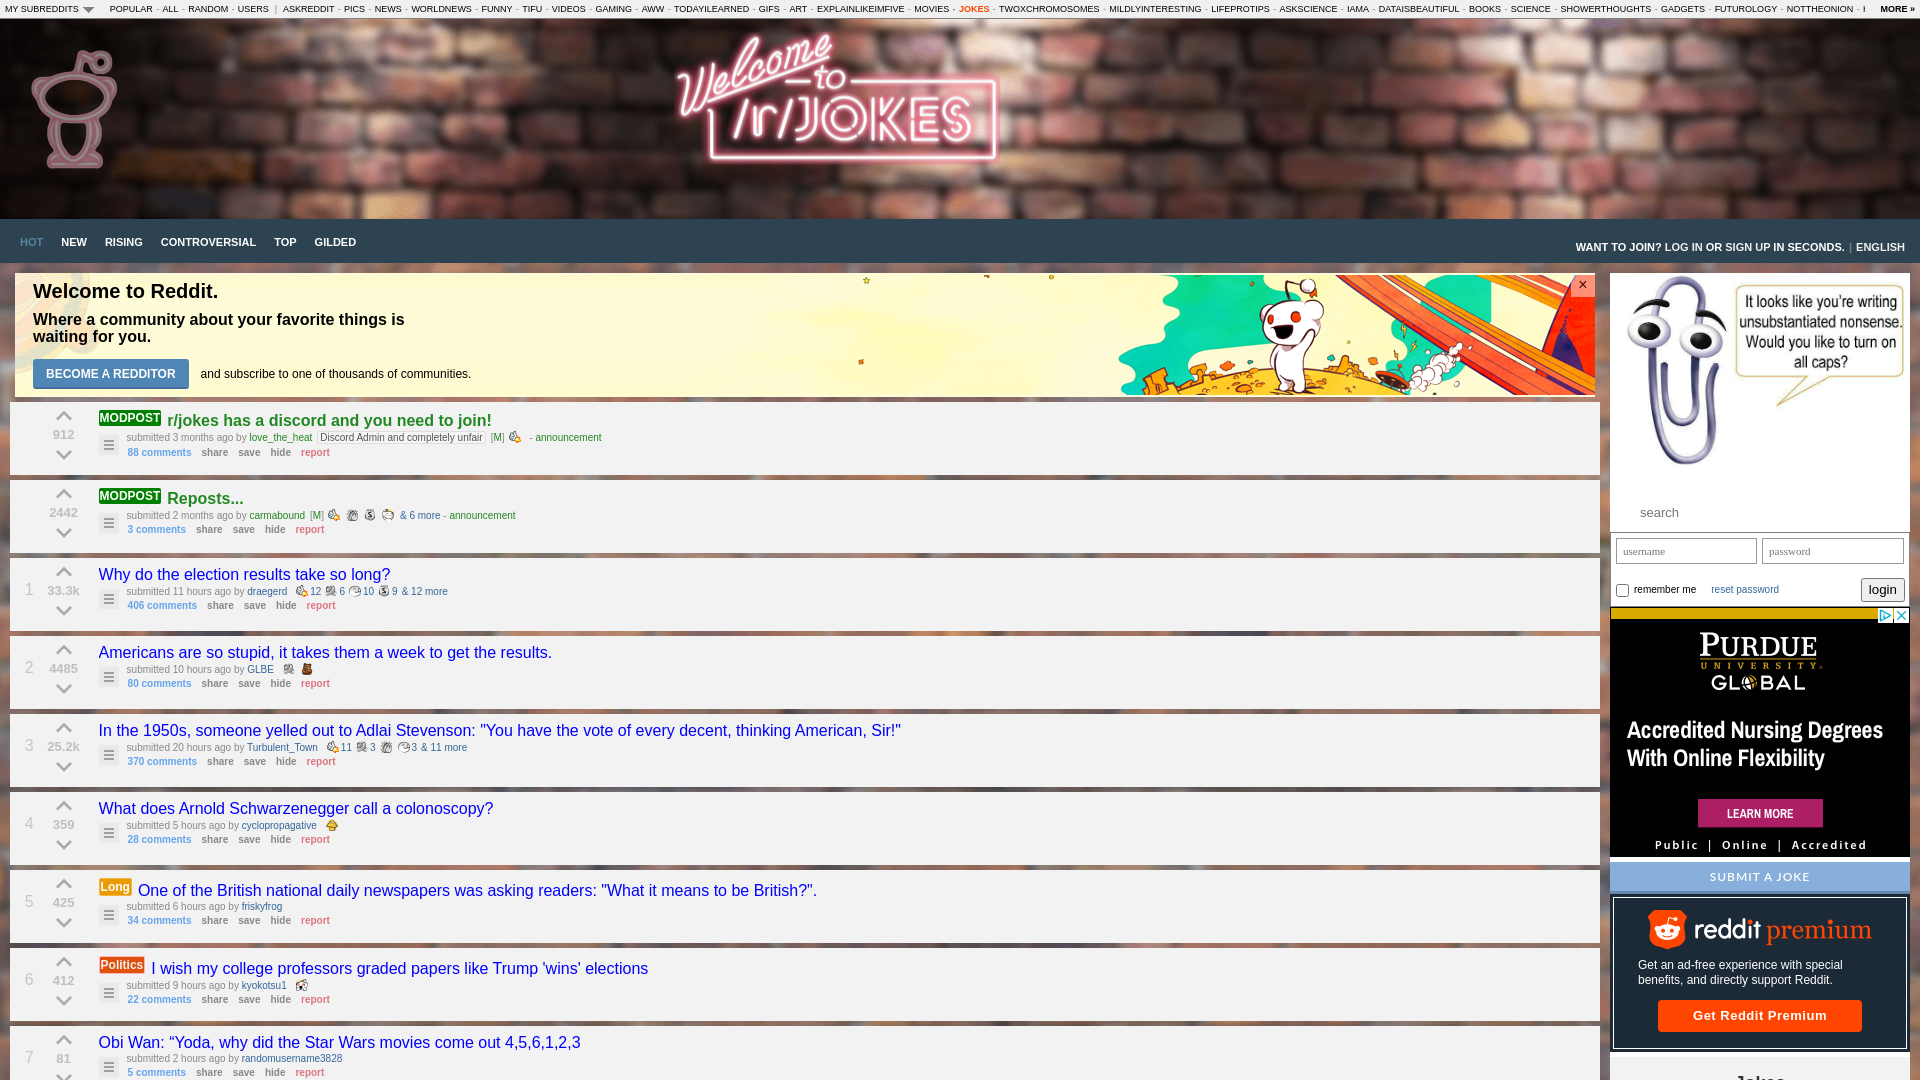 MY SUBREDDITS POPULAR - ALL - RANDOM - USERS | ASKREDDIT - PICS - NEWS - WORLDNEWS - FUNNY - TIFU - VIDEOS - GAMING - AWW - TODAYILEARNED - GIFS - ART - EXPLAINLIKEIMFIVE - MOVIES - JOKES - TWOXCHROMOSOMES - MILDLYINTERESTING - LIFEPROTIPS - ASKSCIENCE - IAMA - DATAISBEAUTIFUL - BOOKS - SCIENCE - SHOWERTHOUGHTS - GADGETS - FUTUROLOGY - NOTTHEONION - MORE »
Welcome
to
/r/JOKES
HOT NEW RISING CONTROVERSIAL TOP GILDED
WANT TO JOIN? LOG IN OR SIGN UP IN SECONDS. | ENGLISH
Welcome to Reddit.
Where a community about your favorite things is
waiting for you.
BECOME A REDDITOR and subscribe to one of thousands of communities.
×
912
MODPOST r/jokes has a discord and you need to join!
submitted 3 months ago by love_the_heat Discord Admin and completely unfair [M] - announcement
88 comments share save hide report
2442
MODPOST Reposts...
submitted 2 months ago by carmabound [M] & 6 more - announcement
3 comments share save hide report
1 33.3k
Why do the election results take so long?
submitted 11 hours ago by draegerd 12 6 10 9 & 12 more
406 comments share save hide report
2 4485
Americans are so stupid, it takes them a week to get the results.
submitted 10 hours ago by GLBE
80 comments share save hide report
3 25.2k
In the 1950s, someone yelled out to Adlai Stevenson: "You have the vote of every decent, thinking American, Sir!"
submitted 20 hours ago by Turbulent_Town 11 3 3 & 11 more
370 comments share save hide report
4 359
What does Arnold Schwarzenegger call a colonoscopy?
submitted 5 hours ago by cyclopropagative
28 comments share save hide report
5 425
Long One of the British national daily newspapers was asking readers: "What it means to be British?".
submitted 6 hours ago by friskyfrog
34 comments share save hide report
6 412
Politics I wish my college professors graded papers like Trump 'wins' elections
submitted 9 hours ago by kyokotsu1
22 comments share save hide report
7 81
Obi Wan: “Yoda, why did the Star Wars movies come out 4,5,6,1,2,3
submitted 2 hours ago by randomusername3828
5 comments share save hide report
It looks like you're writing
unsubstantiated nonsense.
Would you like to turn on
all caps?
search
username password
remember me reset password login
PURDUE
UNIVERSITY
GLOBAL
Accredited Nursing Degrees
With Online Flexibility
LEARN MORE
Public | Online | Accredited
SUBMIT A JOKE
reddit premium
Get an ad-free experience with special
benefits, and directly support Reddit.
Get Reddit Premium
Jokes